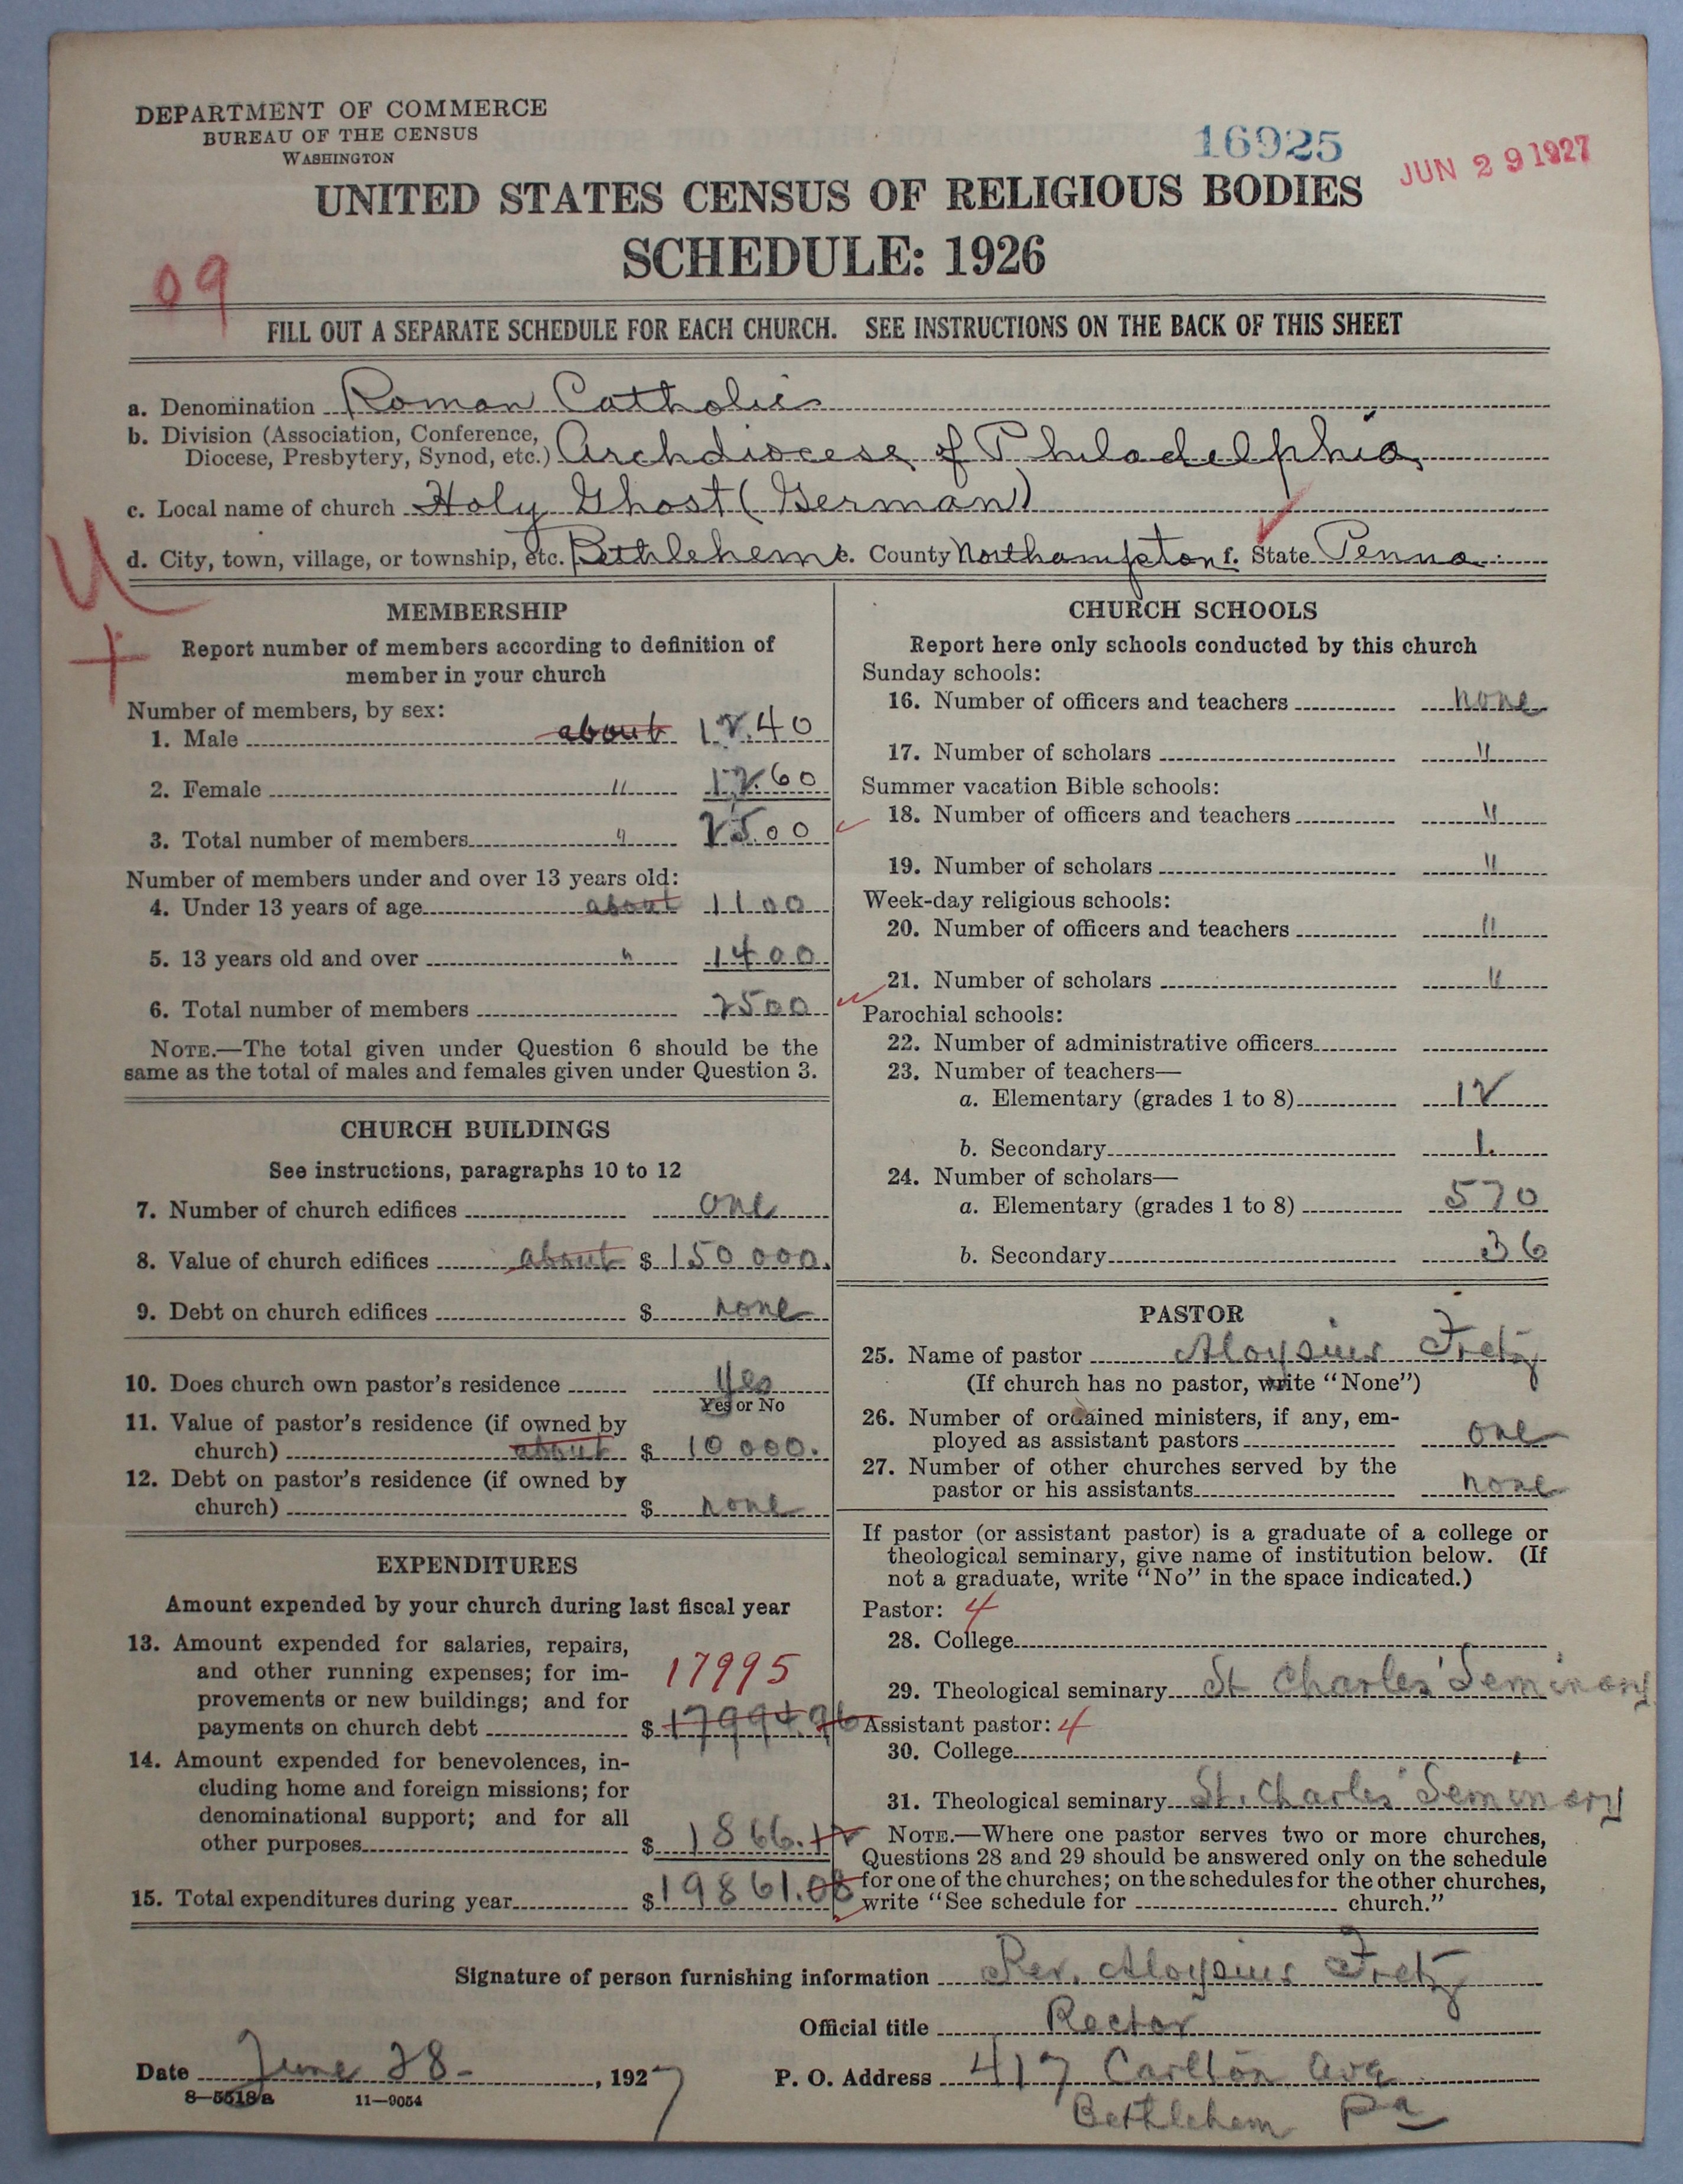 DEPARTMENT OF COMMERCE
BUREAU OF THE CENSUS
WASHINGTON
16925
JUN 29 1927
UNITED STATES CENSUS OF RELIGIOUS BODIES
SCHEDULE: 1926
09
FILL OUT A SEPARATE SCHEDULE FOR EACH CHURCH. SEE INSTRUCTIONS ON THE BACK OF THIS SHEET
a. Denomination Roman Catholic
b. Division (Association, Conference, Diocese, Presbytery, Synod, etc.) Archdiocese of Philadelphia
c. Local name of church Holy Ghost (German)
d. City, town, village, or township, etc. Bethlehem e. County Northampton f. State Penna.
MEMBERSHIP
Report number of members according to definition of
member in your church
Number of members, by sex:
1. Male about 1240
2. Female " 1260
3. Total number of members " 2500
Number of members under and over 13 years old:
4. Under 13 years of age about 1100
5. 13 years old and over " 1400
6. Total number of members 2500
NOTE.—The total given under Question 6 should be the
same as the total of males and females given under Question 3.
CHURCH BUILDINGS
See instructions, paragraphs 10 to 12
7. Number of church edifices one
8. Value of church edifices about $ 150 000.
9. Debt on church edifices $ none
10. Does church own pastor's residence yes
Yes or No
11. Value of pastor's residence (if owned by
church) about $ 10 000.
12. Debt on pastor's residence (if owned by
church) $ none
EXPENDITURES
Amount expended by your church during last fiscal year
13. Amount expended for salaries, repairs,
and other running expenses; for im-
provements or new buildings; and for
payments on church debt $ 17994.96
17995
14. Amount expended for benevolences, in-
cluding home and foreign missions; for
denominational support; and for all
other purposes $ 1866.12
15. Total expenditures during year $ 19861.08
CHURCH SCHOOLS
Report here only schools conducted by this church
Sunday schools:
16. Number of officers and teachers none
17. Number of scholars "
Summer vacation Bible schools:
18. Number of officers and teachers "
19. Number of scholars "
Week-day religious schools:
20. Number of officers and teachers "
21. Number of scholars "
Parochial schools:
22. Number of administrative officers
23. Number of teachers—
a. Elementary (grades 1 to 8) 12
b. Secondary 1.
24. Number of scholars—
a. Elementary (grades 1 to 8) 570
b. Secondary 36
PASTOR
25. Name of pastor Aloysius Fretz
(If church has no pastor, write "None")
26. Number of ordained ministers, if any, em-
ployed as assistant pastors one
27. Number of other churches served by the
pastor or his assistants none
If pastor (or assistant pastor) is a graduate of a college or
theological seminary, give name of institution below. (If
not a graduate, write "No" in the space indicated.)
Pastor: 4
28. College
29. Theological seminary St Charles' Seminary
Assistant pastor: 4
30. College
31. Theological seminary St. Charles' Seminary
NOTE.—Where one pastor serves two or more churches,
Questions 28 and 29 should be answered only on the schedule
for one of the churches; on the schedules for the other churches,
write "See schedule for church."
Signature of person furnishing information Rev. Aloysius Fretz
Official title Rector
Date June 28 - , 1927
P. O. Address 417 Carlton Ave
Bethlehem Pa
8-5518a 11-9054